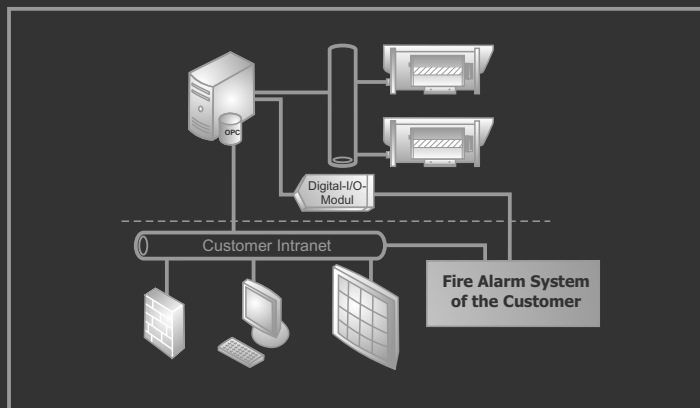 OPC
Digital-I/O-
Modul
Customer Intranet
Fire Alarm System
of the Customer